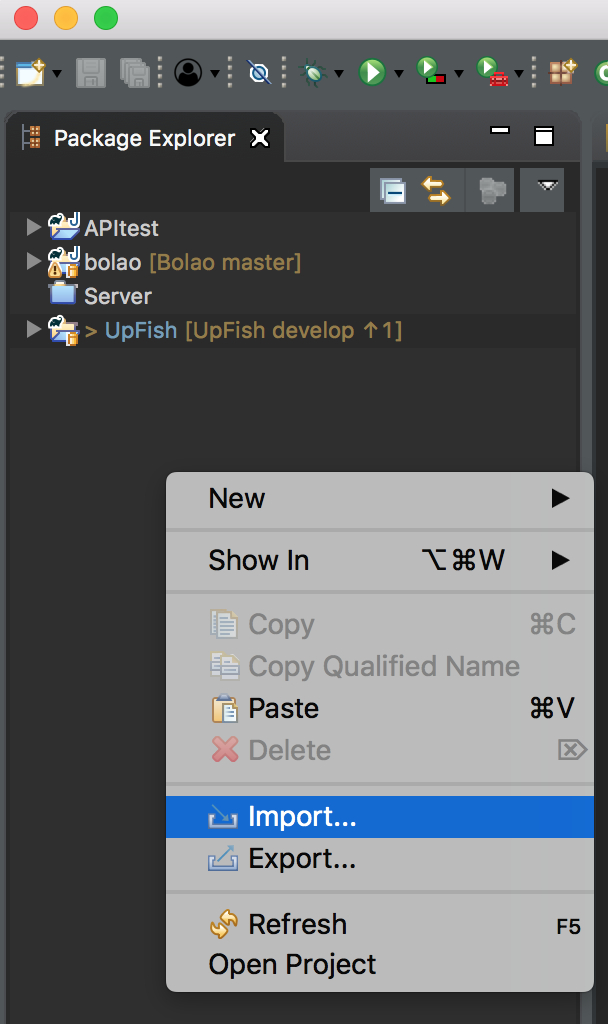 Package Explorer
APItest
bolao [Bolao master]
Server
> UpFish [UpFish develop ↑1]
New
Show In ⌥⌘W
Copy ⌘C
Copy Qualified Name
Paste ⌘V
Delete ⌦
Import...
Export...
Refresh F5
Open Project